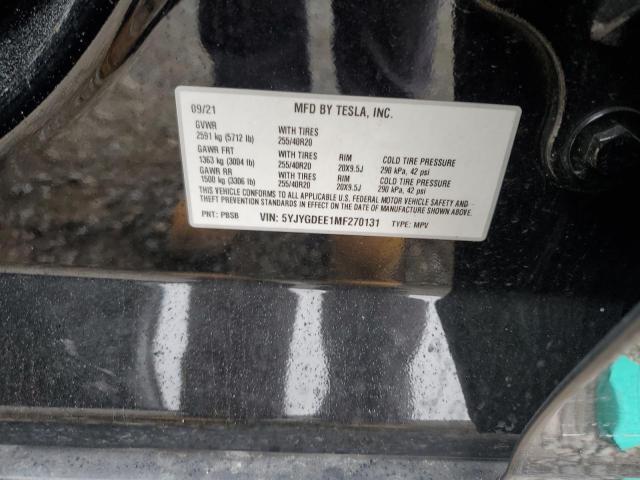 09/21 MFD BY TESLA, INC.
GVWR
2591 kg (5712 lb) WITH TIRES 255/40R20
GAWR FRT
1363 kg (3004 lb) WITH TIRES 255/40R20 RIM 20X9.5J COLD TIRE PRESSURE 290 kPa, 42 psi
GAWR RR
1500 kg (3306 lb) WITH TIRES 255/40R20 RIM 20X9.5J COLD TIRE PRESSURE 290 kPa, 42 psi
THIS VEHICLE CONFORMS TO ALL APPLICABLE U.S. FEDERAL MOTOR VEHICLE SAFETY AND
THEFT PREVENTION STANDARDS IN EFFECT ON THE DATE OF MANUFACTURE SHOWN ABOVE.
PNT: PBSB VIN: 5YJYGDEE1MF270131 TYPE: MPV